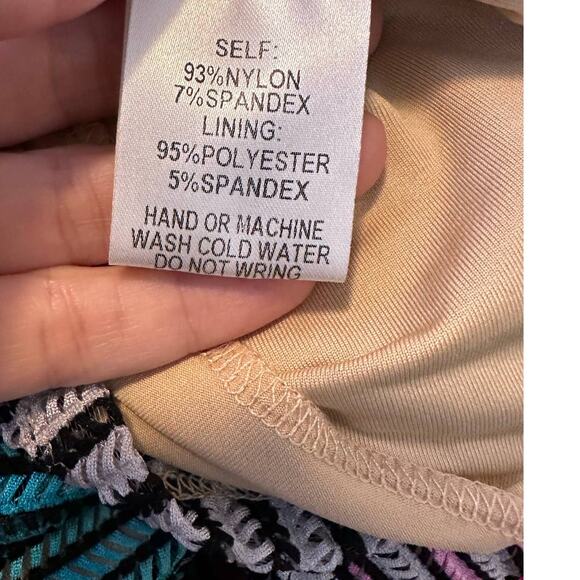 SELF:
93%NYLON
7%SPANDEX
LINING:
95%POLYESTER
5%SPANDEX
HAND OR MACHINE
WASH COLD WATER
DO NOT WRING